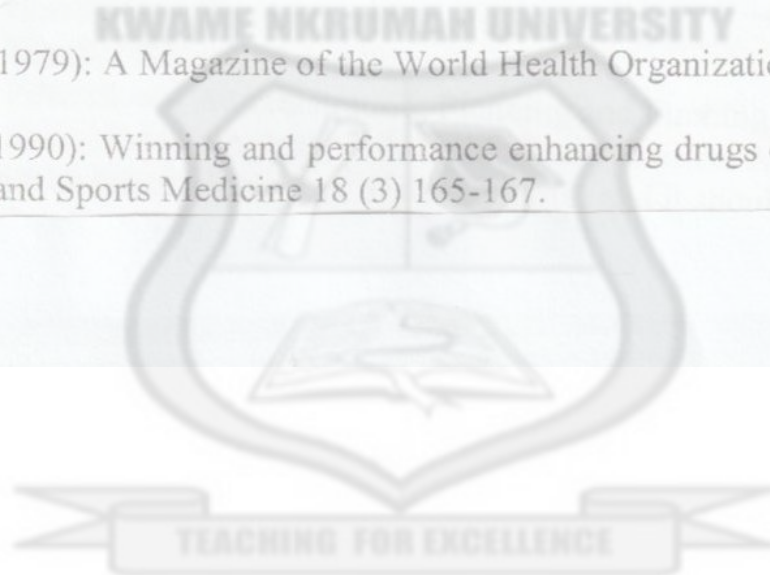 KWAME NKRUMAH UNIVERSITY
1979): A Magazine of the World Health Organizatio
1990): Winning and performance enhancing drugs
and Sports Medicine 18 (3) 165-167.
TEACHING FOR EXCELLENCE